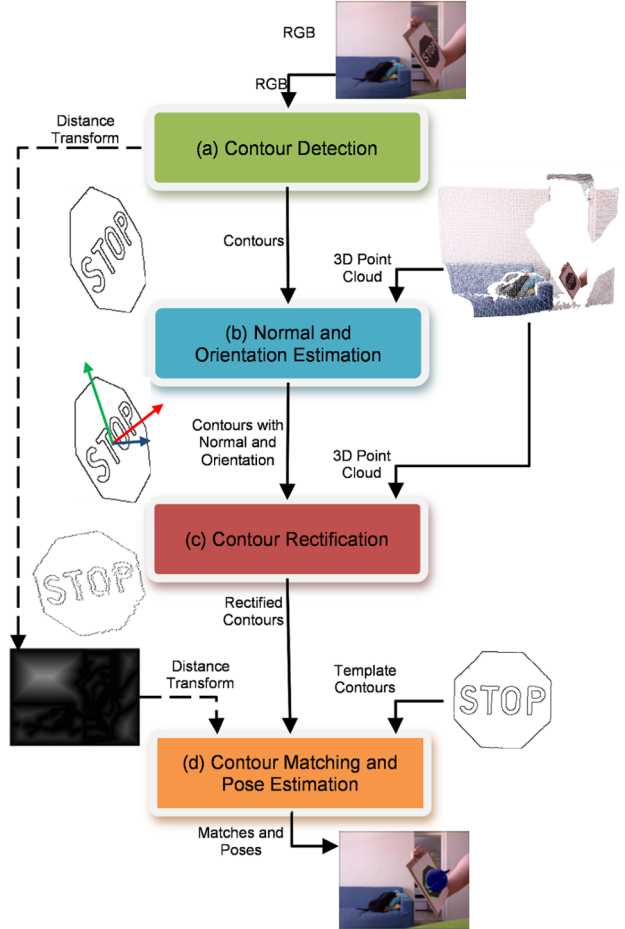 RGB
RGB
Distance
Transform
(a) Contour Detection
STOP
Contours
3D Point
Cloud
(b) Normal and
Orientation Estimation
STOP
Contours with
Normal and
Orientation
3D Point
Cloud
(c) Contour Rectification
STOP
Rectified
Contours
Distance
Transform
Template
Contours
STOP
(d) Contour Matching and
Pose Estimation
Matches and
Poses
STOP